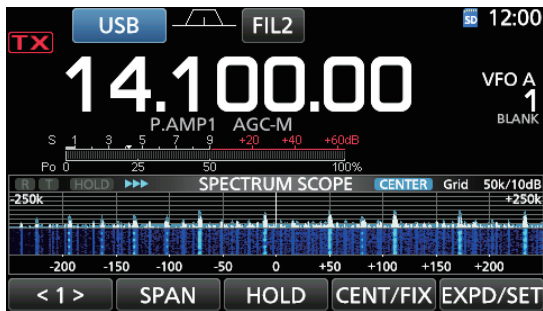 USB FIL2 SD 12:00
TX
14.100.00 VFO A
1
P.AMP1 AGC-M BLANK
S 1 3 5 7 9 +20 +40 +60dB
Po 0 25 50 100%
R T HOLD SPECTRUM SCOPE CENTER Grid 50k/10dB
-250k +250k
-200 -150 -100 -50 0 +50 +100 +150 +200
< 1 > SPAN HOLD CENT/FIX EXPD/SET